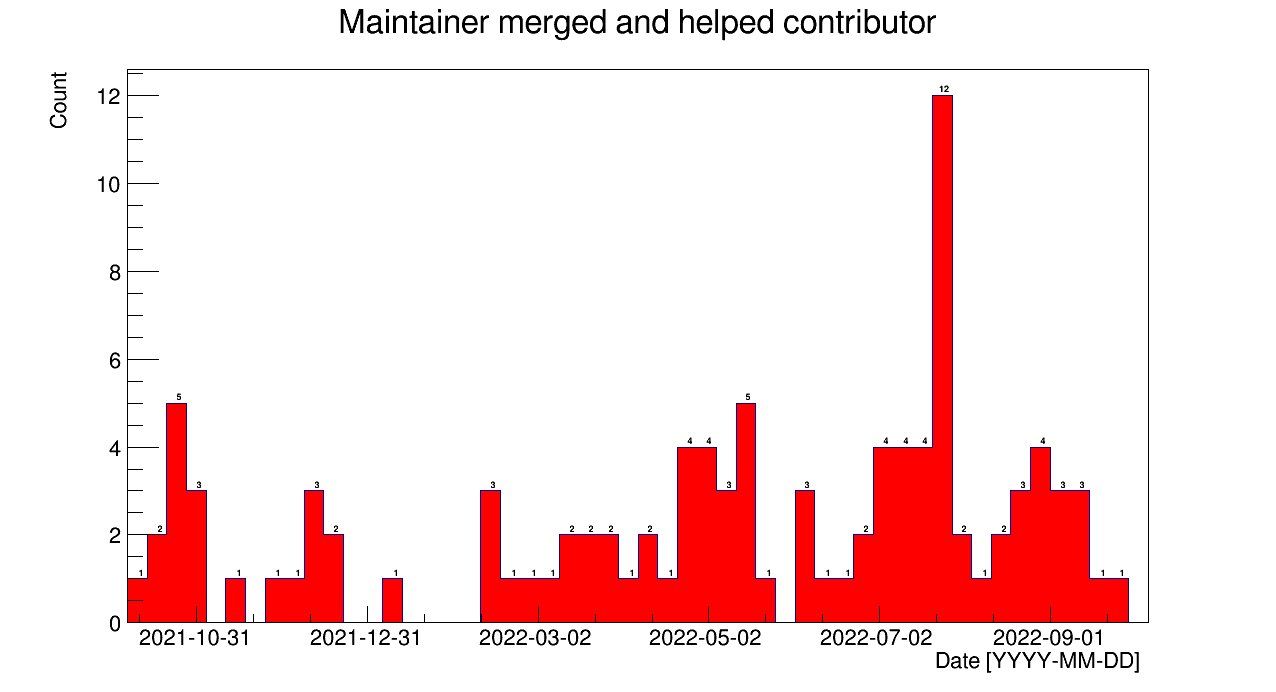 Maintainer merged and helped contributor
Count
12
10
8
6
4
2
0
1 2 5 3 1 1 1 3 2 1 3 1 1 1 2 2 2 1 2 1 4 4 3 5 1 3 1 1 2 4 4 4 12 2 1 2 3 4 3 3 1 1
2021-10-31 2021-12-31 2022-03-02 2022-05-02 2022-07-02 2022-09-01
Date [YYYY-MM-DD]